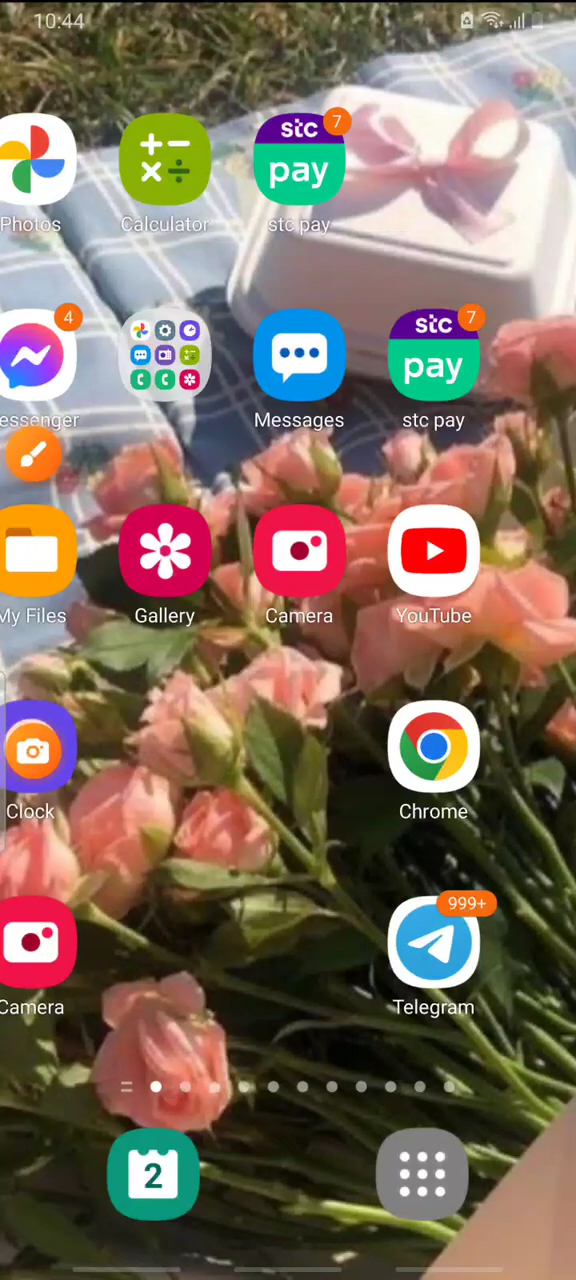 10:44
stc 7
pay
Photos
Calculator
stc pay
4
stc 7
pay
essenger
Messages
stc pay
My Files
Gallery
Camera
YouTube
Clock
Chrome
999+
Camera
Telegram
2